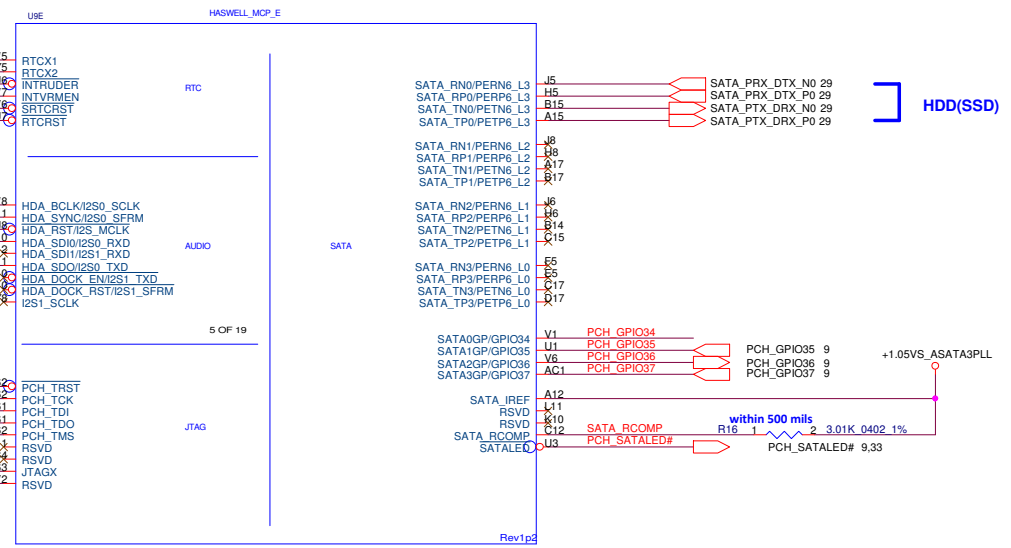 U9E
HASWELL_MCP_E
RTCX1
RTCX2
INTRUDER
INTVRMEN
SRTCRST
RTCRST
RTC
SATA_RN0/PERN6_L3 J5 SATA_PRX_DTX_N0 29
SATA_RP0/PERP6_L3 H5 SATA_PRX_DTX_P0 29
SATA_TN0/PETN6_L3 B15 SATA_PTX_DRX_N0 29
SATA_TP0/PETP6_L3 A15 SATA_PTX_DRX_P0 29
HDD(SSD)
SATA_RN1/PERN6_L2 J8
SATA_RP1/PERP6_L2 H8
SATA_TN1/PETN6_L2 A17
SATA_TP1/PETP6_L2 B17
HDA_BCLK/I2S0_SCLK
HDA_SYNC/I2S0_SFRM
HDA_RST/I2S_MCLK
HDA_SDI0/I2S0_RXD
HDA_SDI1/I2S1_RXD
HDA_SDO/I2S0_TXD
HDA_DOCK_EN/I2S1_TXD
HDA_DOCK_RST/I2S1_SFRM
I2S1_SCLK
AUDIO
SATA
SATA_RN2/PERN6_L1 J6
SATA_RP2/PERP6_L1 H6
SATA_TN2/PETN6_L1 B14
SATA_TP2/PETP6_L1 C15
SATA_RN3/PERN6_L0 F5
SATA_RP3/PERP6_L0 E5
SATA_TN3/PETN6_L0 C17
SATA_TP3/PETP6_L0 D17
5 OF 19
SATA0GP/GPIO34 V1 PCH_GPIO34
SATA1GP/GPIO35 U1 PCH_GPIO35 PCH_GPIO35 9
SATA2GP/GPIO36 V6 PCH_GPIO36 PCH_GPIO36 9
SATA3GP/GPIO37 AC1 PCH_GPIO37 PCH_GPIO37 9
+1.05VS_ASATA3PLL
PCH_TRST
PCH_TCK
PCH_TDI
PCH_TDO
PCH_TMS
RSVD
RSVD
JTAGX
RSVD
JTAG
SATA_IREF A12
RSVD L11
RSVD K10
within 500 mils
SATA_RCOMP C12 SATA_RCOMP R16 1 2 3.01K_0402_1%
SATALED U3 PCH_SATALED# PCH_SATALED# 9,33
Rev1p2